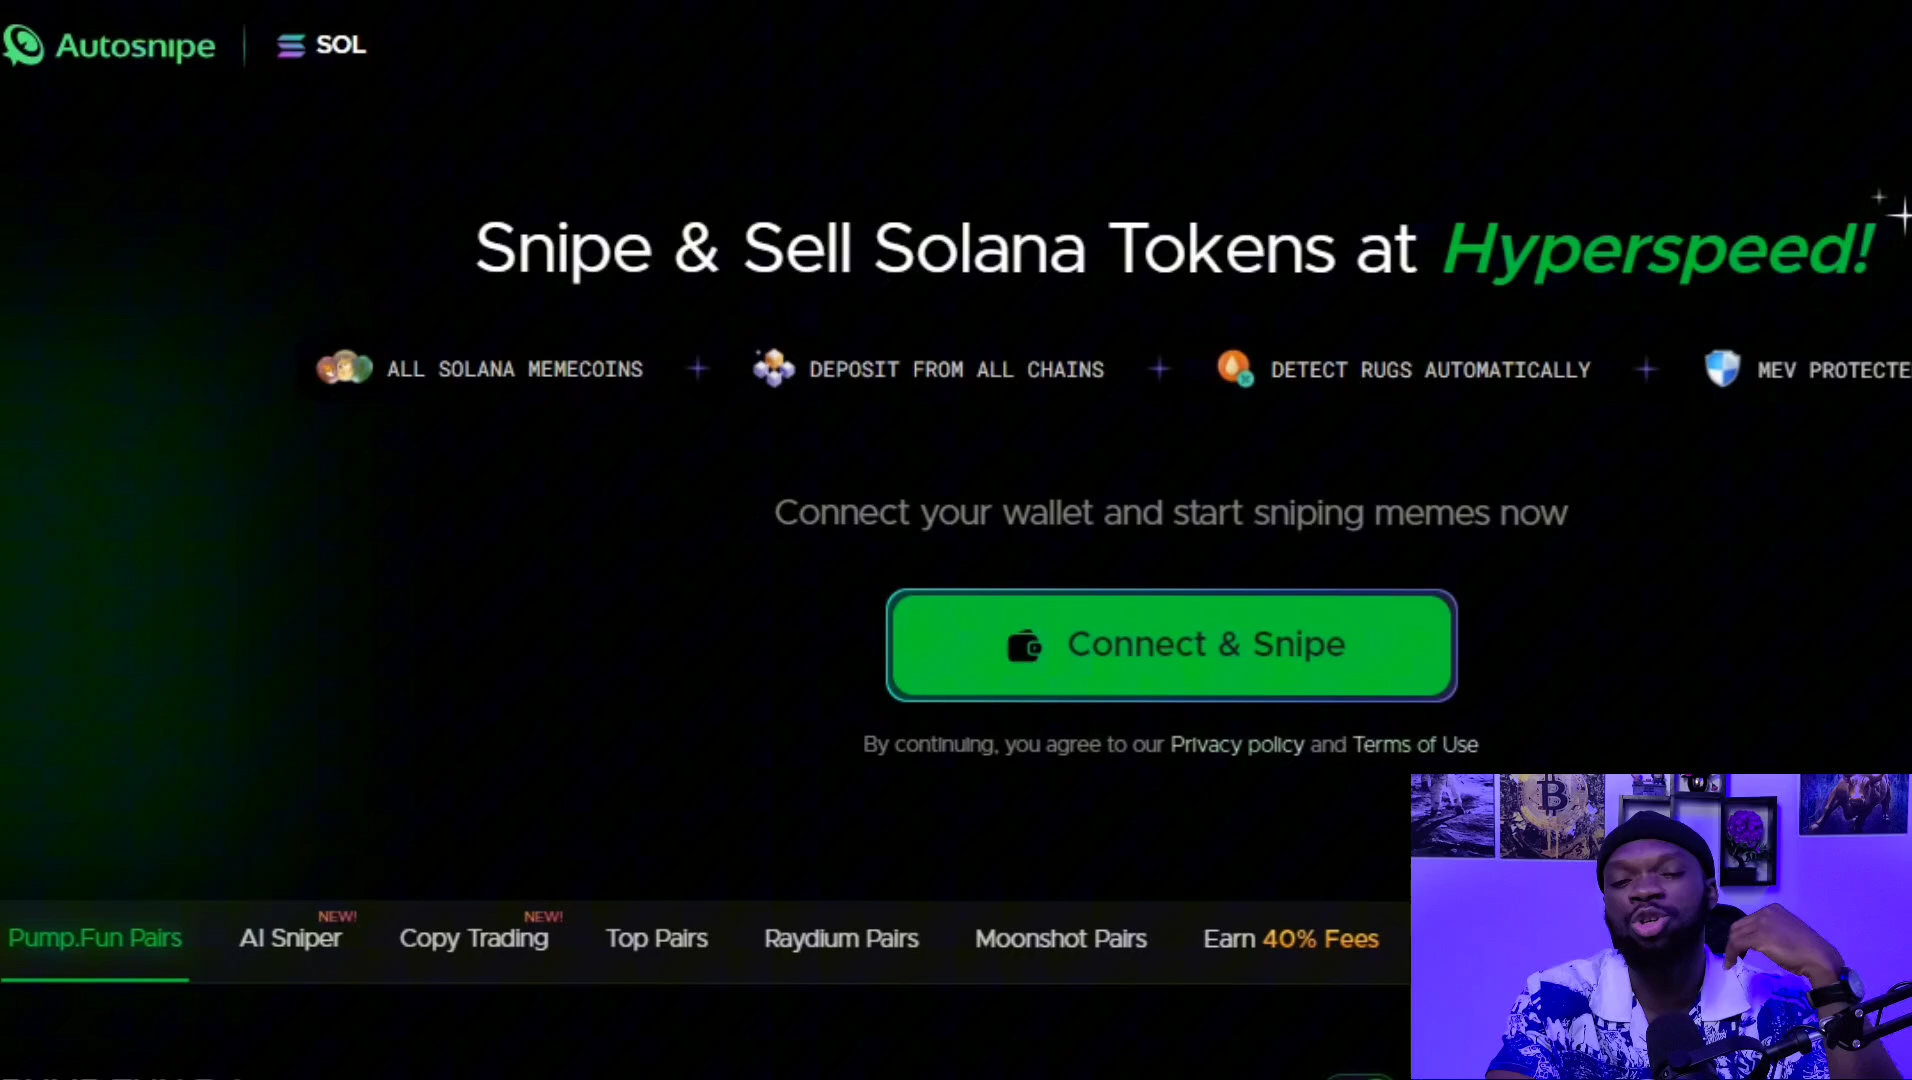 Autosnipe
SOL
Snipe & Sell Solana Tokens at Hyperspeed!
ALL SOLANA MEMECOINS
DEPOSIT FROM ALL CHAINS
DETECT RUGS AUTOMATICALLY
MEV PROTECTE
Connect your wallet and start sniping memes now
Connect & Snipe
By continuing, you agree to our Privacy policy and Terms of Use
Pump.Fun Pairs
AI Sniper NEW!
Copy Trading NEW!
Top Pairs
Raydium Pairs
Moonshot Pairs
Earn 40% Fees